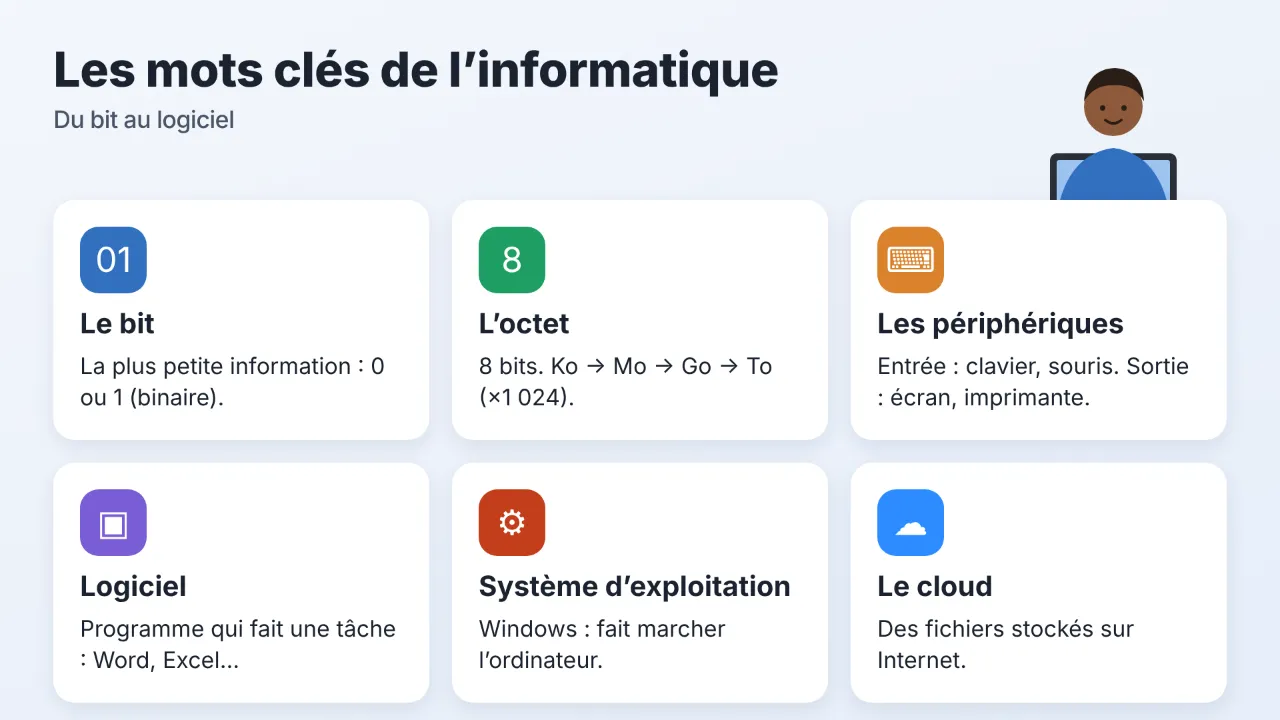 Les mots clés de l’informatique
Du bit au logiciel
01
Le bit
La plus petite information : 0
ou 1 (binaire).
8
L’octet
8 bits. Ko → Mo → Go → To
(×1 024).
Les périphériques
Entrée : clavier, souris. Sortie
: écran, imprimante.
Logiciel
Programme qui fait une tâche
: Word, Excel…
Système d’exploitation
Windows : fait marcher
l’ordinateur.
Le cloud
Des fichiers stockés sur
Internet.